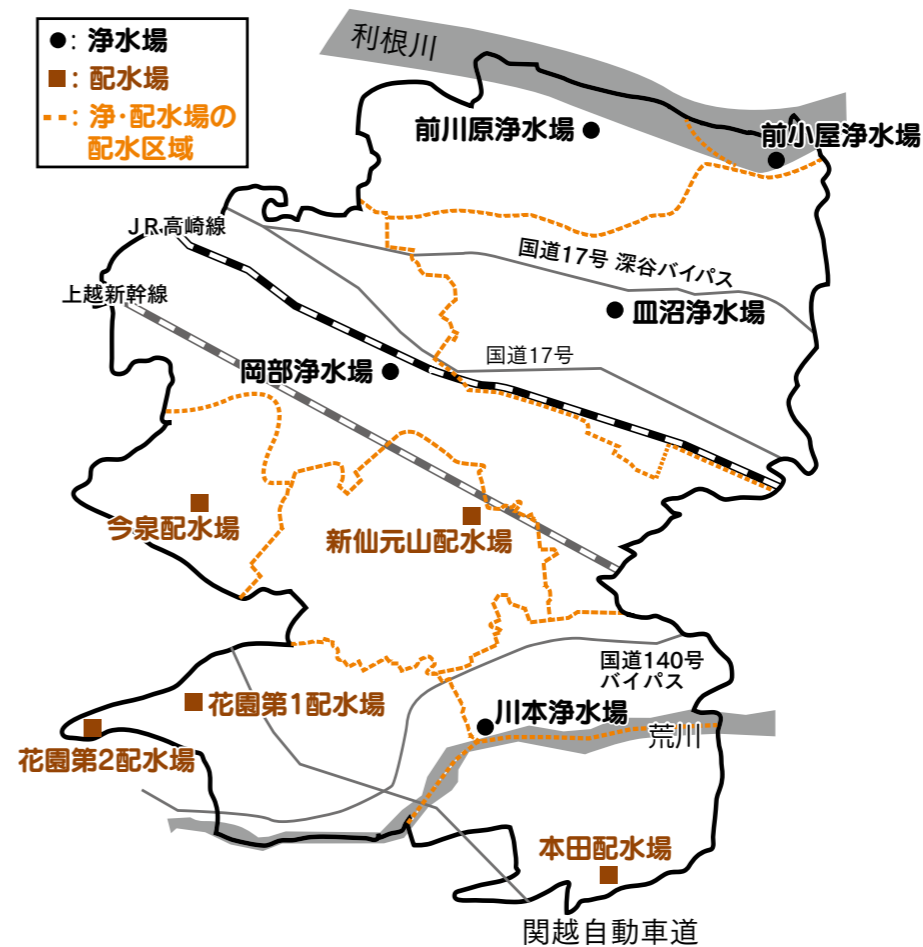 ●：浄水場
■：配水場
---：浄・配水場の
配水区域
利根川
前川原浄水場
前小屋浄水場
JR高崎線
国道17号 深谷バイパス
上越新幹線
皿沼浄水場
国道17号
岡部浄水場
今泉配水場
新仙元山配水場
国道140号
バイパス
花園第1配水場
川本浄水場
荒川
花園第2配水場
本田配水場
関越自動車道